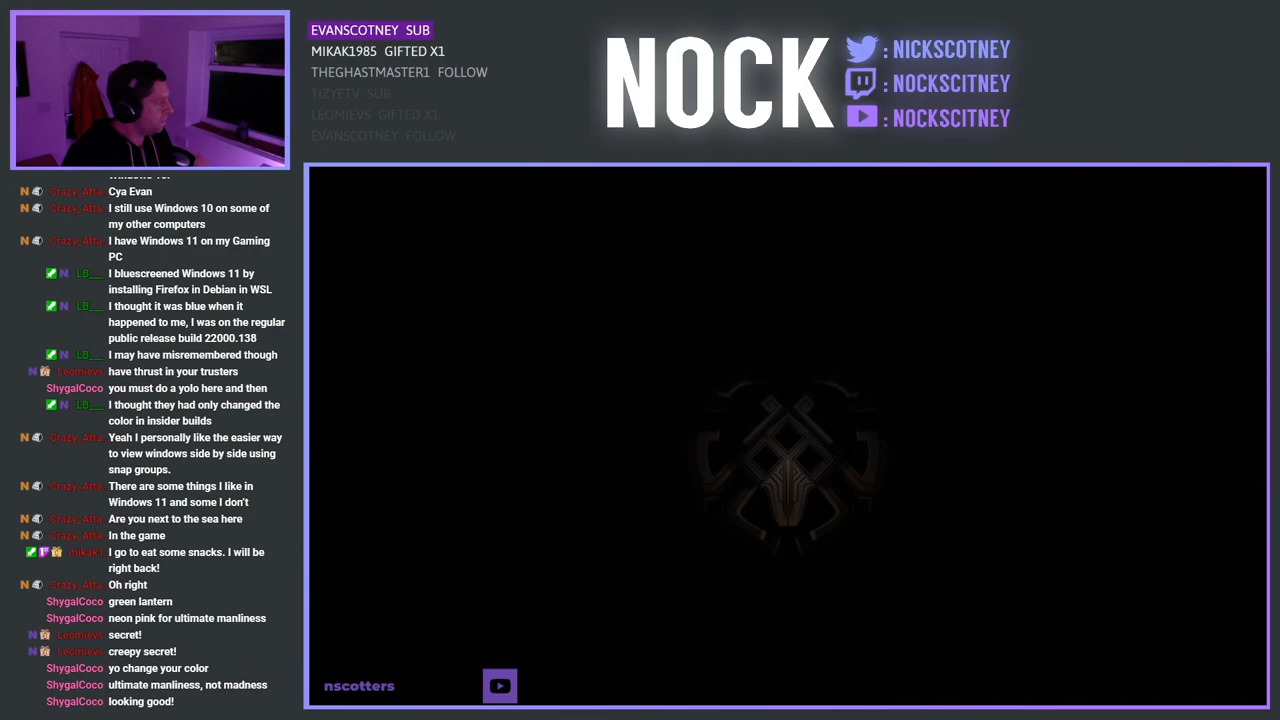 EVANSCOTNEY SUB
MIKAK1985 GIFTED X1
THEGHASTMASTER1 FOLLOW
TIZYETV SUB
LEOMIEVS GIFTED X1
EVANSCOTNEY FOLLOW
NOCK
: NICKSCOTNEY
: NOCKSCITNEY
: NOCKSCITNEY
Crazy_Atta: Cya Evan
Crazy_Atta: I still use Windows 10 on some of
my other computers
Crazy_Atta: I have Windows 11 on my Gaming
PC
LB__ I bluescreened Windows 11 by
installing Firefox in Debian in WSL
LB__ I thought it was blue when it
happened to me, I was on the regular
public release build 22000.138
LB__ I may have misremembered though
Leomievs have thrust in your trusters
ShygalCoco you must do a yolo here and then
LB__ I thought they had only changed the
color in insider builds
Crazy_Atta: Yeah I personally like the easier way
to view windows side by side using
snap groups.
Crazy_Atta: There are some things I like in
Windows 11 and some I don't
Crazy_Atta: Are you next to the sea here
Crazy_Atta: In the game
mikak1 I go to eat some snacks. I will be
right back!
Crazy_Atta: Oh right
ShygalCoco green lantern
ShygalCoco neon pink for ultimate manliness
Leomievs secret!
Leomievs creepy secret!
ShygalCoco yo change your color
ShygalCoco ultimate manliness, not madness
ShygalCoco looking good!
nscotters